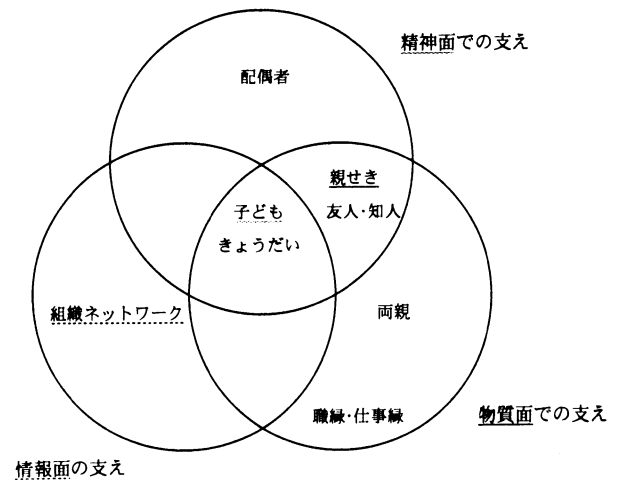 精神面での支え
配偶者
親せき
友人・知人
子ども
きょうだい
組織ネットワーク
両親
職縁・仕事縁
物質面での支え
情報面の支え